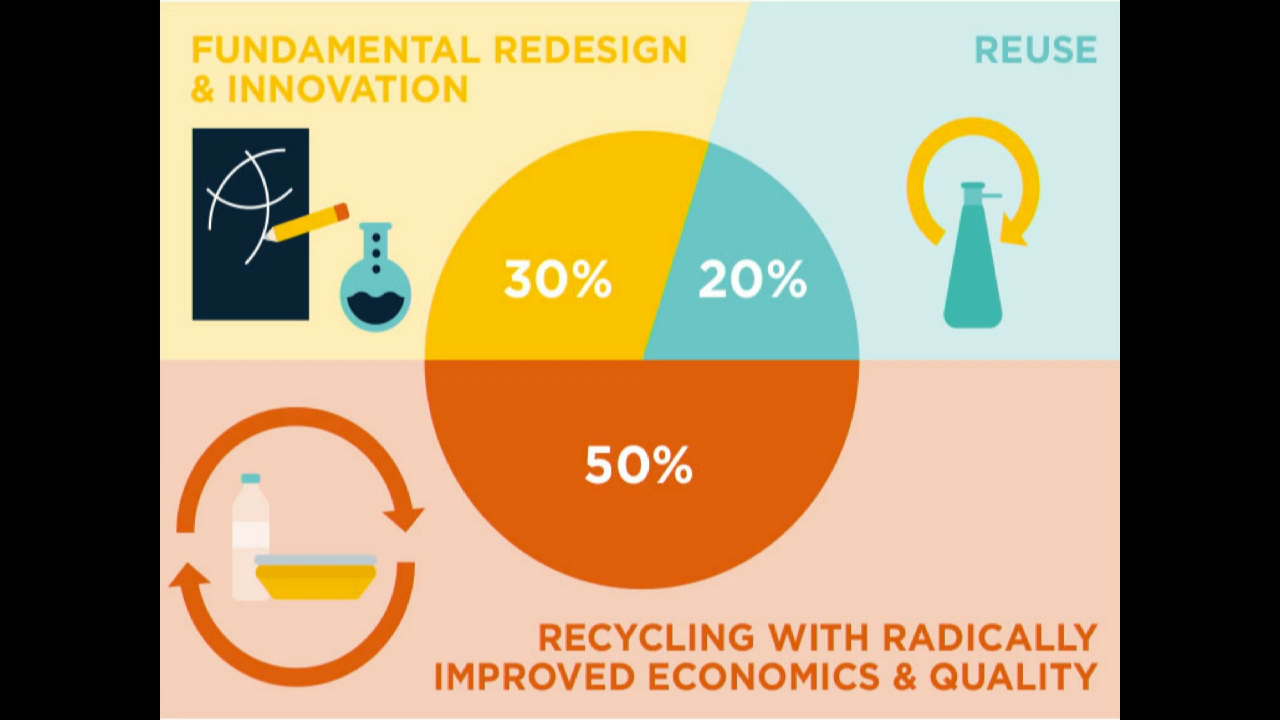 FUNDAMENTAL REDESIGN
& INNOVATION
REUSE
30%
20%
50%
RECYCLING WITH RADICALLY
IMPROVED ECONOMICS & QUALITY